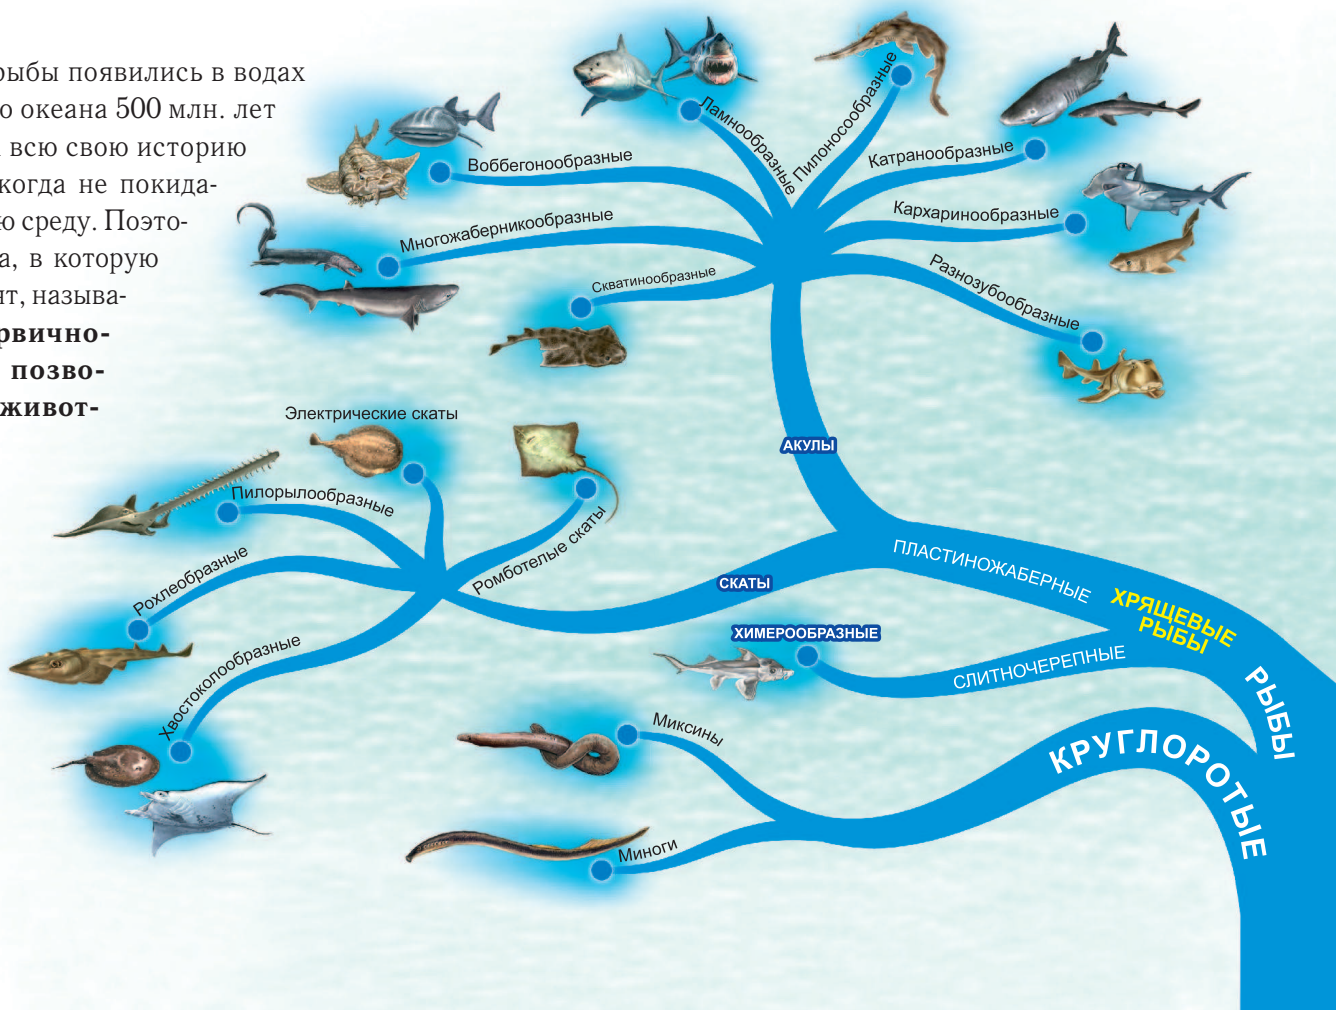 рыбы появились в водах
о океана 500 млн. лет
всю свою историю
когда не покида-
ю среду. Поэто-
а, в которую
ят, называ-
рвично-
позво-
живот-
Ламнообразные
Пилоносообразные
Воббегонообразные
Катранообразные
Многожаберникообразные
Кархаринообразные
Скватинообразные
Разнозубообразные
АКУЛЫ
Электрические скаты
Пилорылообразные
Ромботелые скаты
Рохлеобразные
Хвостоколообразные
СКАТЫ
ПЛАСТИНОЖАБЕРНЫЕ
ХРЯЩЕВЫЕ
РЫБЫ
ХИМЕРООБРАЗНЫЕ
СЛИТНОЧЕРЕПНЫЕ
РЫБЫ
Миксины
КРУГЛОРОТЫЕ
Миноги